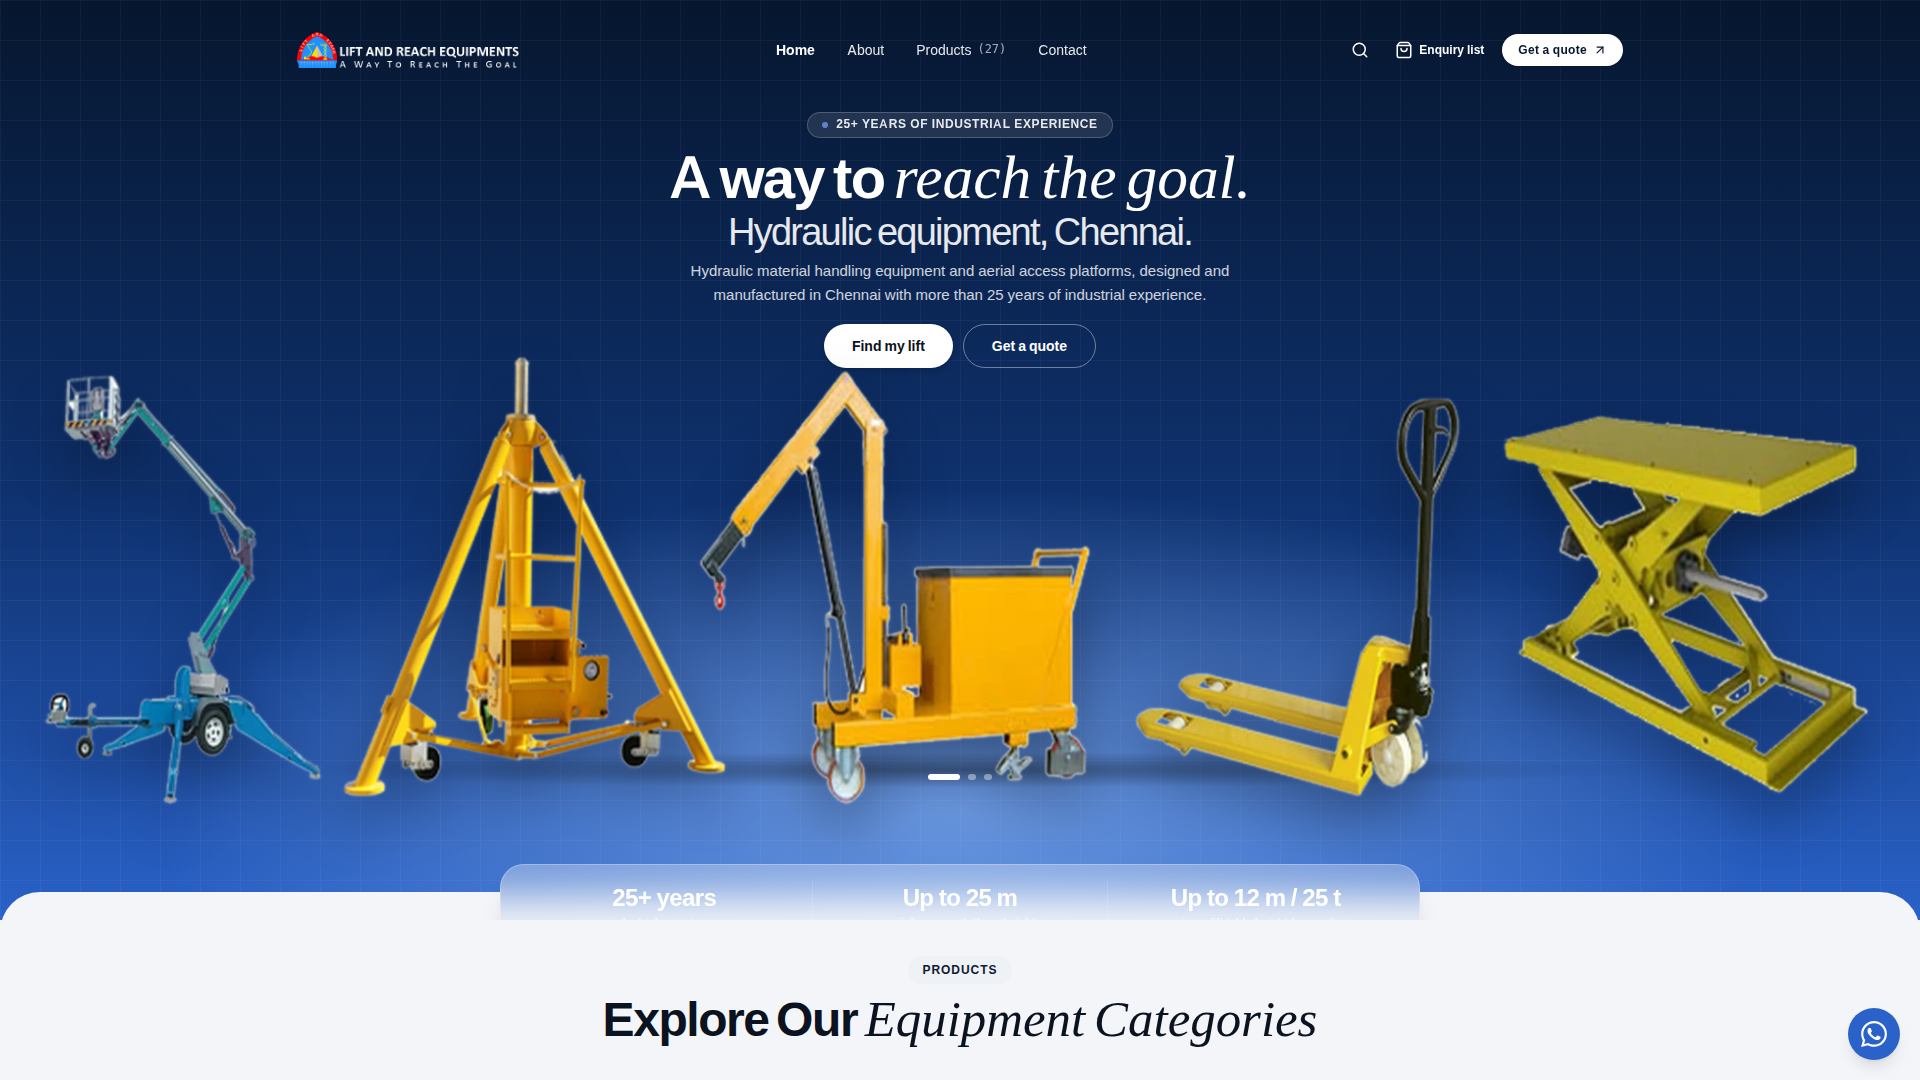 LIFT AND REACH EQUIPMENTS
A WAY TO REACH THE GOAL
Home
About
Products (27)
Contact
Enquiry list
Get a quote
25+ YEARS OF INDUSTRIAL EXPERIENCE
A way to reach the goal.
Hydraulic equipment, Chennai.
Hydraulic material handling equipment and aerial access platforms, designed and
manufactured in Chennai with more than 25 years of industrial experience.
Find my lift
Get a quote
25+ years
Up to 25 m
Up to 12 m / 25 t
PRODUCTS
Explore Our Equipment Categories